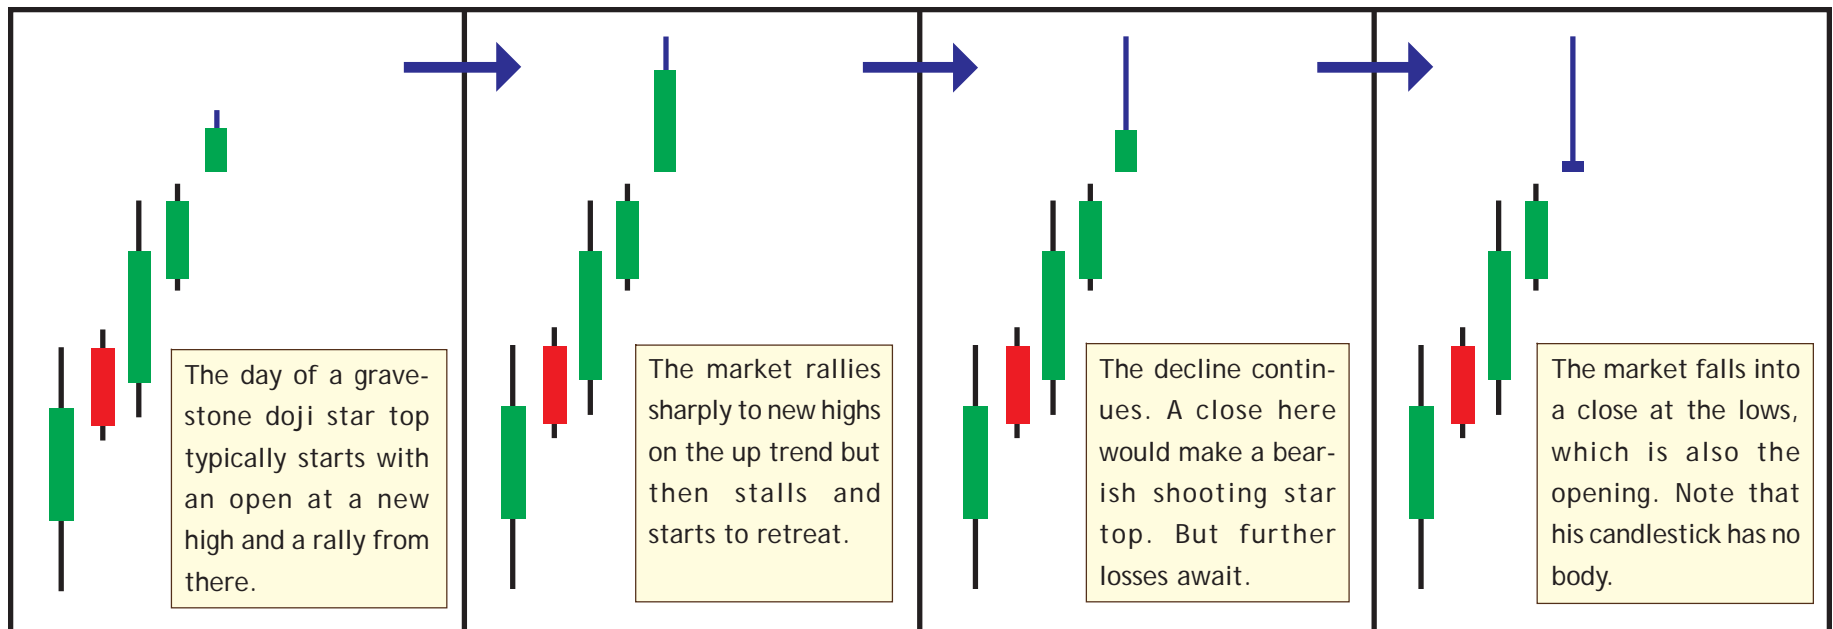 The day of a grave-
stone doji star top
typically starts with
an open at a new
high and a rally from
there.
The market rallies
sharply to new highs
on the up trend but
then stalls and
starts to retreat.
The decline contin-
ues. A close here
would make a bear-
ish shooting star
top. But further
losses await.
The market falls into
a close at the lows,
which is also the
opening. Note that
his candlestick has no
body.